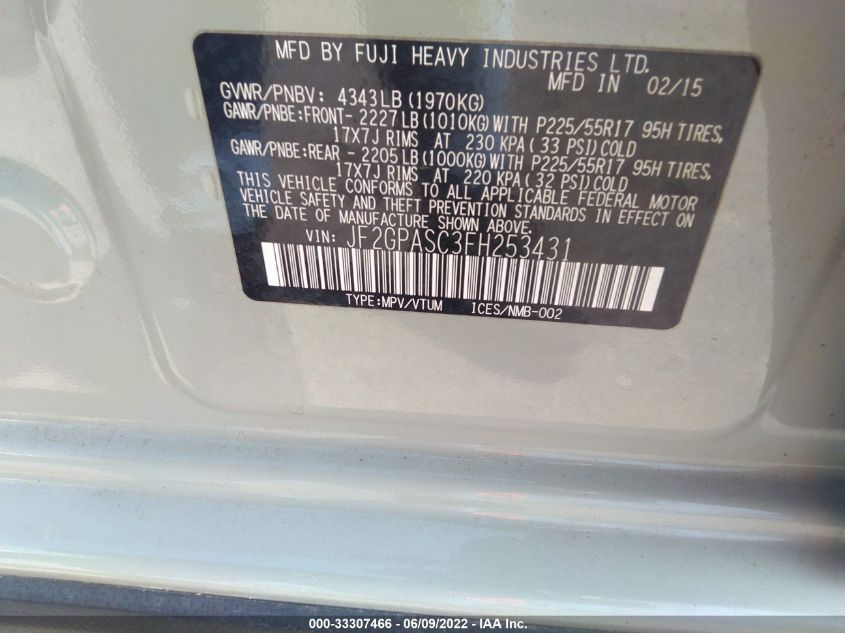 MFD BY FUJI HEAVY INDUSTRIES LTD.
MFD IN 02/15
GVWR/PNBV: 4343LB (1970KG)
GAWR/PNBE:FRONT- 2227LB (1010KG) WITH P225/55R17 95H TIRES,
17X7J RIMS AT 230 KPA (33 PSI) COLD
GAWR/PNBE:REAR - 2205LB (1000KG) WITH P225/55R17 95H TIRES,
17X7J RIMS AT 220 KPA (32 PSI) COLD
THIS VEHICLE CONFORMS TO ALL APPLICABLE FEDERAL MOTOR
VEHICLE SAFETY AND THEFT PREVENTION STANDARDS IN EFFECT ON
THE DATE OF MANUFACTURE SHOWN ABOVE.
VIN: JF2GPASC3FH253431
TYPE:MPV/VTUM ICES/NMB-002
000-33307466 - 06/09/2022 - IAA Inc.